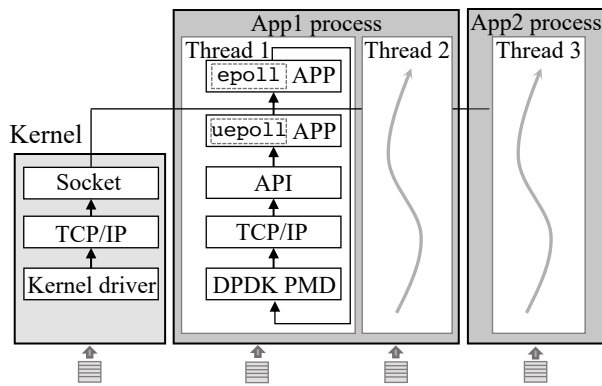 App1 process
App2 process
Thread 1
Thread 2
Thread 3
epoll APP
uepoll APP
Kernel
Socket
API
TCP/IP
TCP/IP
Kernel driver
DPDK PMD